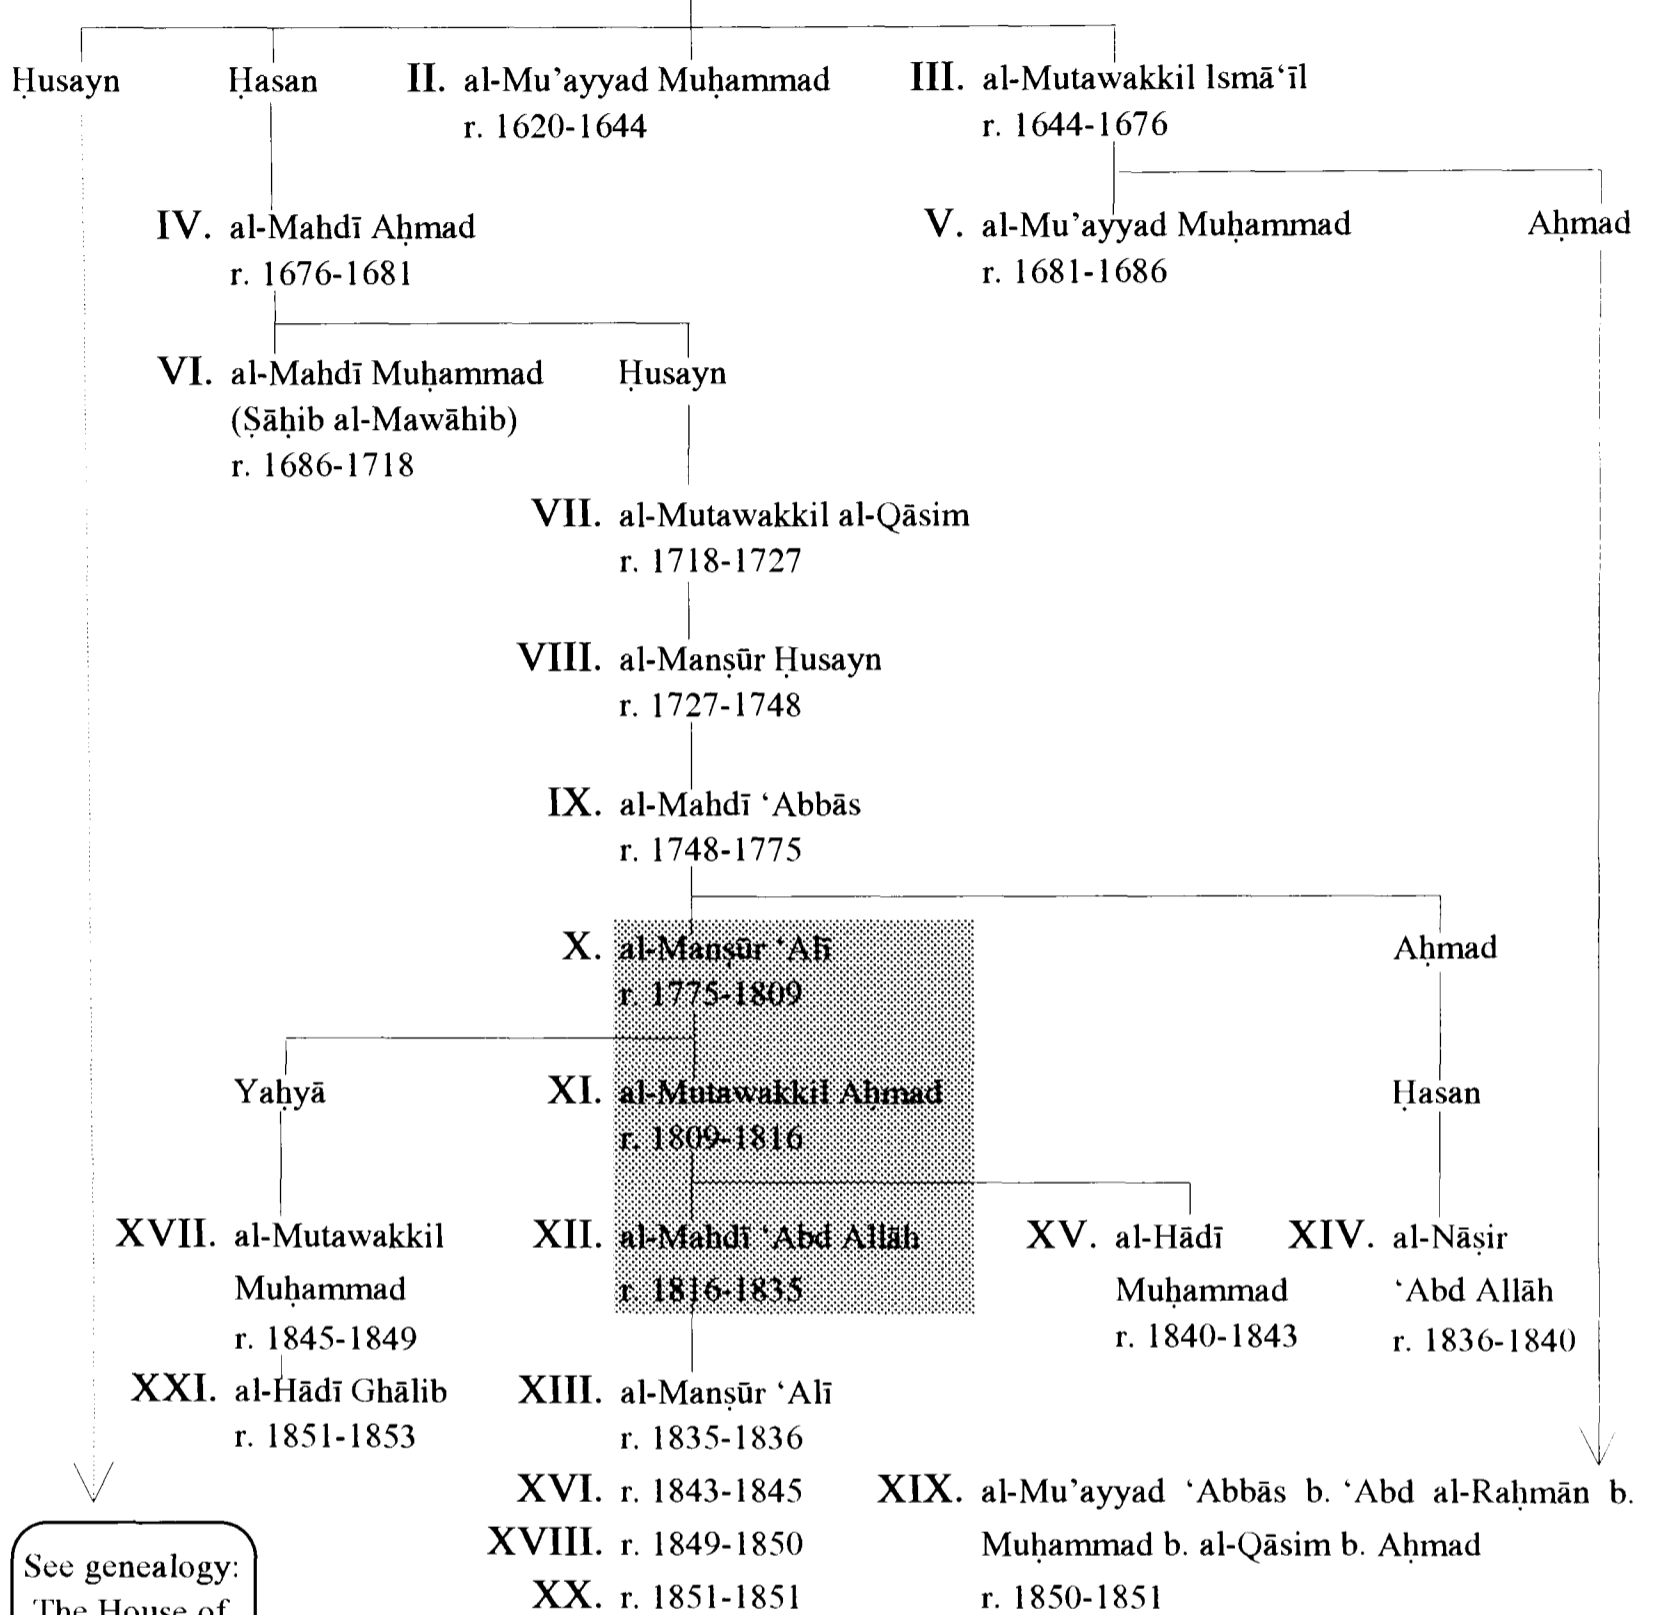 Ḥusayn Ḥasan II. al-Mu’ayyad Muḥammad III. al-Mutawakkil Ismā‘īl
r. 1620-1644 r. 1644-1676
IV. al-Mahdī Aḥmad V. al-Mu’ayyad Muḥammad Aḥmad
r. 1676-1681 r. 1681-1686
VI. al-Mahdī Muḥammad Ḥusayn
(Ṣāḥib al-Mawāhib)
r. 1686-1718
VII. al-Mutawakkil al-Qāsim
r. 1718-1727
VIII. al-Manṣūr Ḥusayn
r. 1727-1748
IX. al-Mahdī ‘Abbās
r. 1748-1775
X. al-Manṣūr ‘Alī Aḥmad
r. 1775-1809
Yaḥyā XI. al-Mutawakkil Aḥmad Ḥasan
r. 1809-1816
XVII. al-Mutawakkil XII. al-Mahdī ‘Abd Allāh XV. al-Hādī XIV. al-Nāṣir
Muḥammad r. 1816-1835 Muḥammad ‘Abd Allāh
r. 1845-1849 r. 1840-1843 r. 1836-1840
XXI. al-Hādī Ghālib XIII. al-Manṣūr ‘Alī
r. 1851-1853 r. 1835-1836
XVI. r. 1843-1845 XIX. al-Mu’ayyad ‘Abbās b. ‘Abd al-Raḥmān b.
XVIII. r. 1849-1850 Muḥammad b. al-Qāsim b. Aḥmad
XX. r. 1851-1851 r. 1850-1851
See genealogy:
The House of